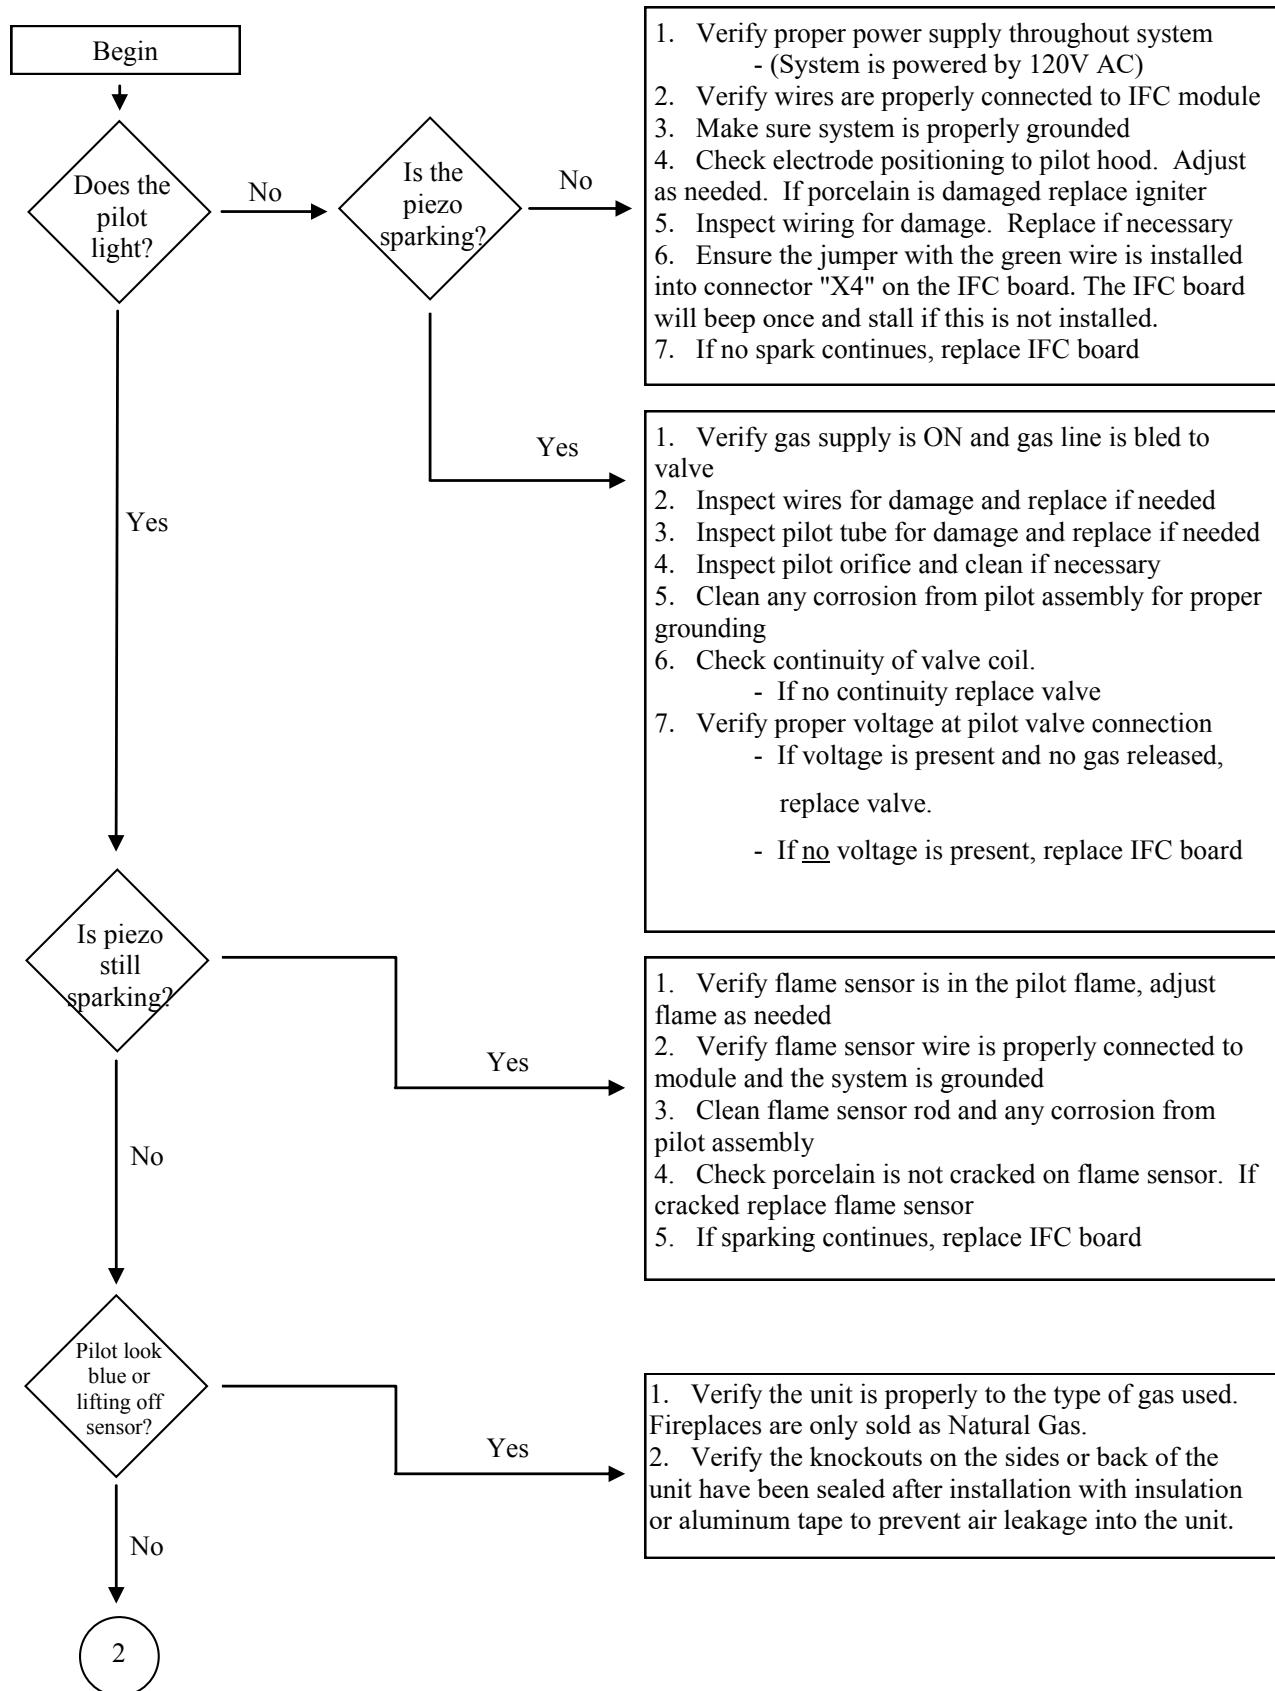 Begin
Does the
pilot
light?
No
Is the
piezo
sparking?
No
1. Verify proper power supply throughout system
- (System is powered by 120V AC)
2. Verify wires are properly connected to IFC module
3. Make sure system is properly grounded
4. Check electrode positioning to pilot hood. Adjust
as needed. If porcelain is damaged replace igniter
5. Inspect wiring for damage. Replace if necessary
6. Ensure the jumper with the green wire is installed
into connector "X4" on the IFC board. The IFC board
will beep once and stall if this is not installed.
7. If no spark continues, replace IFC board
Yes
1. Verify gas supply is ON and gas line is bled to
valve
2. Inspect wires for damage and replace if needed
3. Inspect pilot tube for damage and replace if needed
4. Inspect pilot orifice and clean if necessary
5. Clean any corrosion from pilot assembly for proper
grounding
6. Check continuity of valve coil.
- If no continuity replace valve
7. Verify proper voltage at pilot valve connection
- If voltage is present and no gas released,
replace valve.
- If no voltage is present, replace IFC board
Yes
Is piezo
still
sparking?
Yes
1. Verify flame sensor is in the pilot flame, adjust
flame as needed
2. Verify flame sensor wire is properly connected to
module and the system is grounded
3. Clean flame sensor rod and any corrosion from
pilot assembly
4. Check porcelain is not cracked on flame sensor. If
cracked replace flame sensor
5. If sparking continues, replace IFC board
No
Pilot look
blue or
lifting off
sensor?
Yes
1. Verify the unit is properly to the type of gas used.
Fireplaces are only sold as Natural Gas.
2. Verify the knockouts on the sides or back of the
unit have been sealed after installation with insulation
or aluminum tape to prevent air leakage into the unit.
No
2